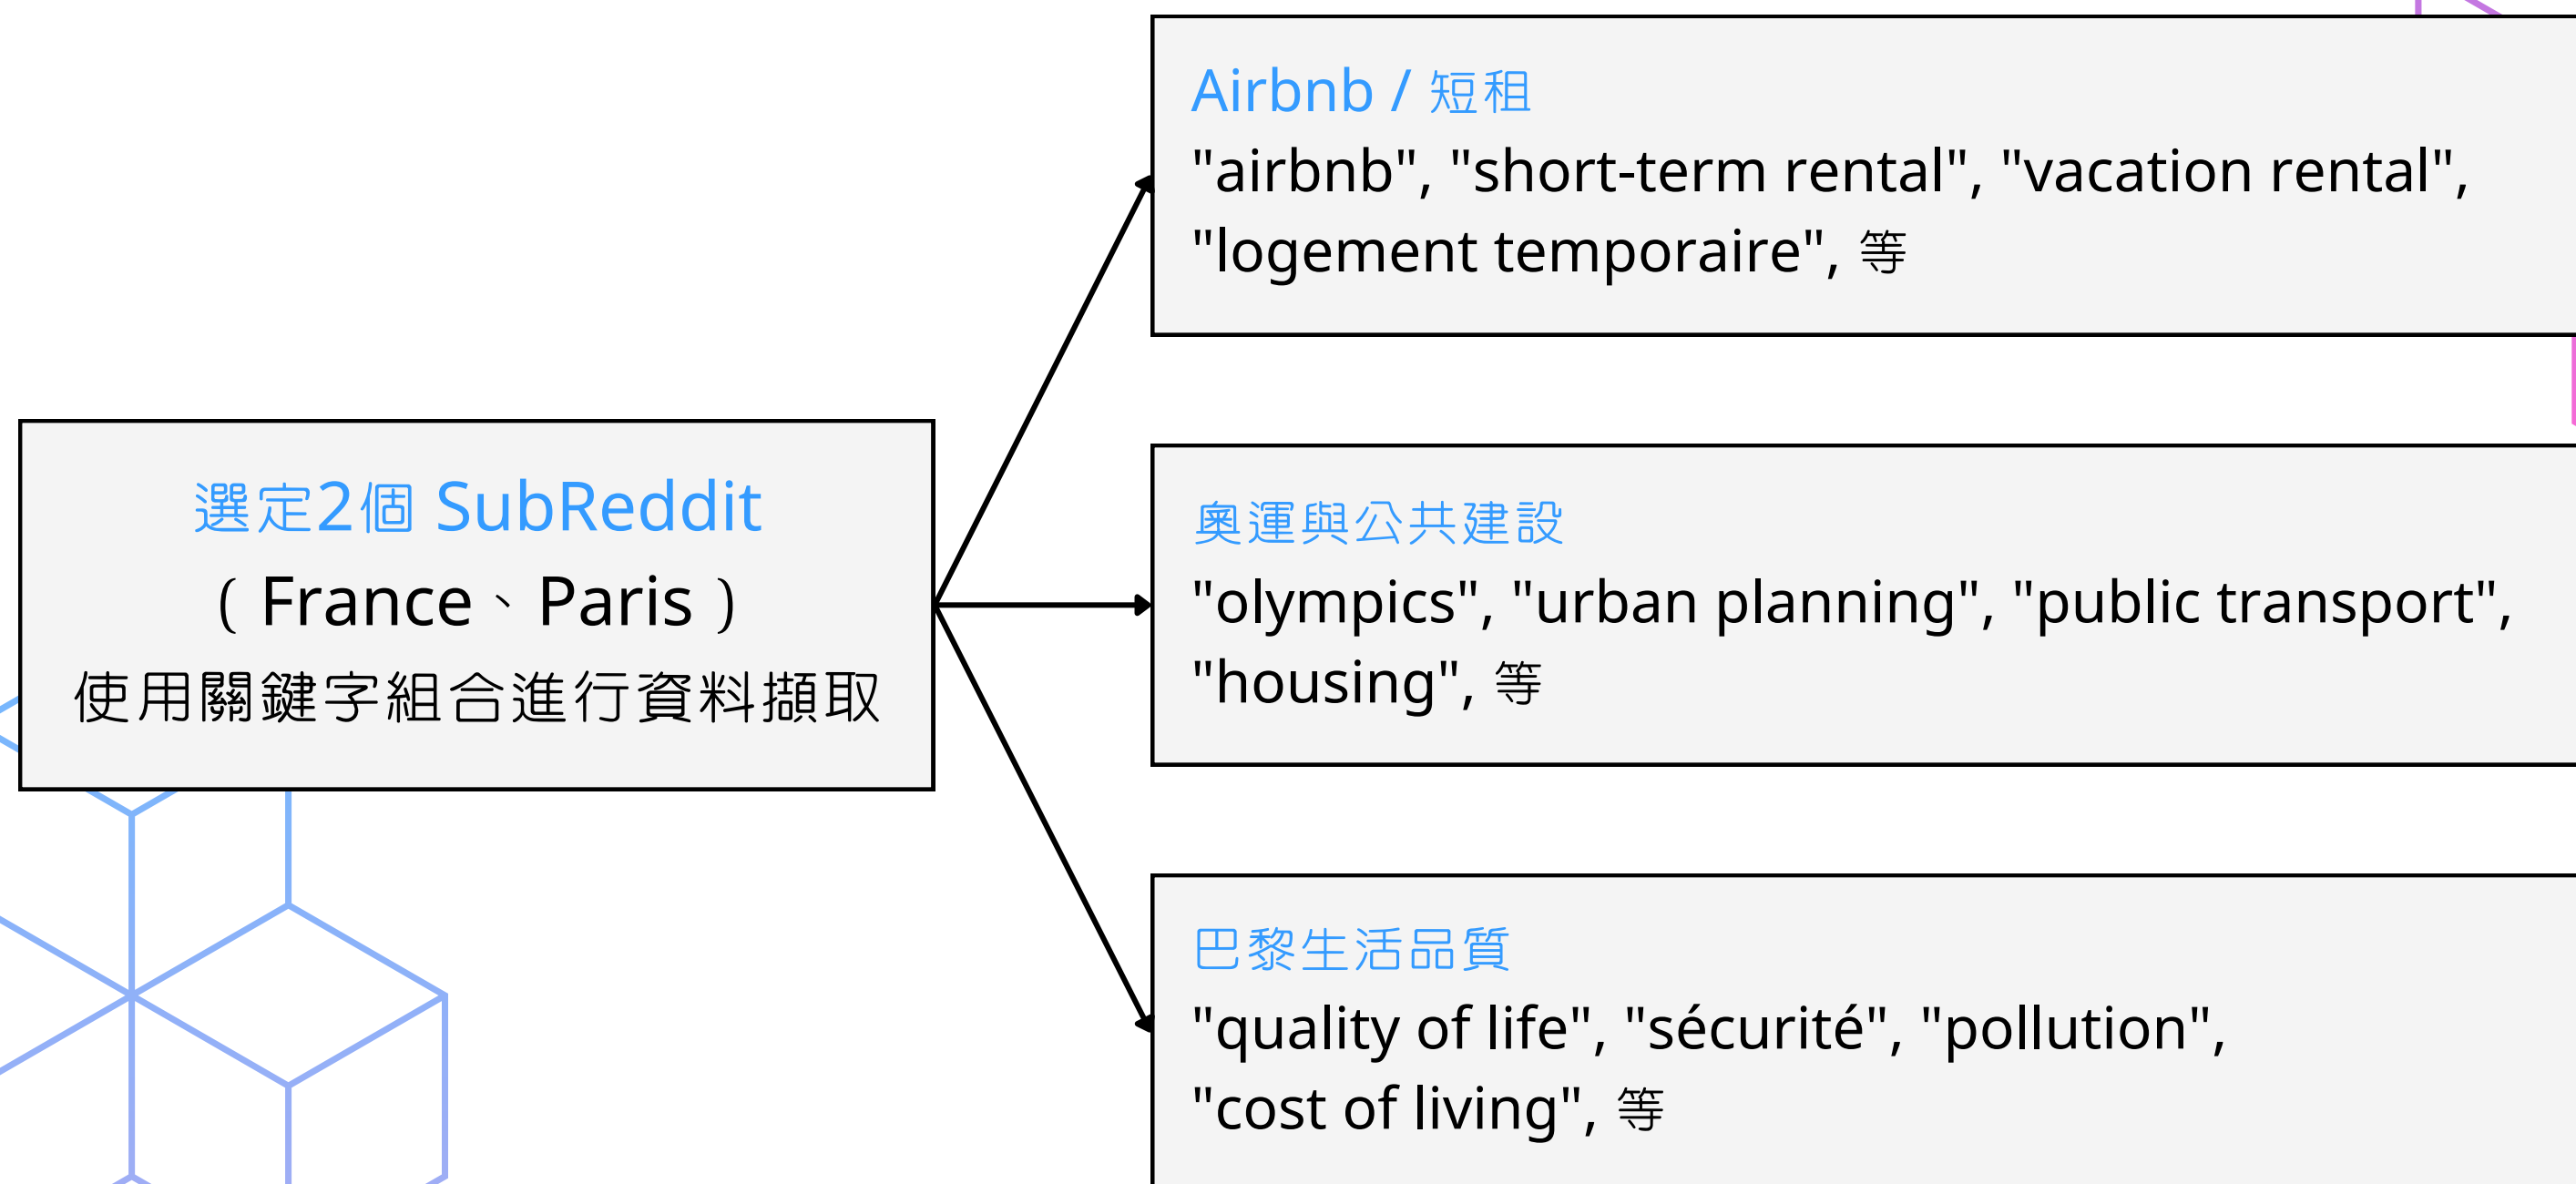 選定2個 SubReddit
( France、Paris )
使用關鍵字組合進行資料擷取
Airbnb / 短租
"airbnb", "short-term rental", "vacation rental",
"logement temporaire", 等
奧運與公共建設
"olympics", "urban planning", "public transport",
"housing", 等
巴黎生活品質
"quality of life", "sécurité", "pollution",
"cost of living", 等